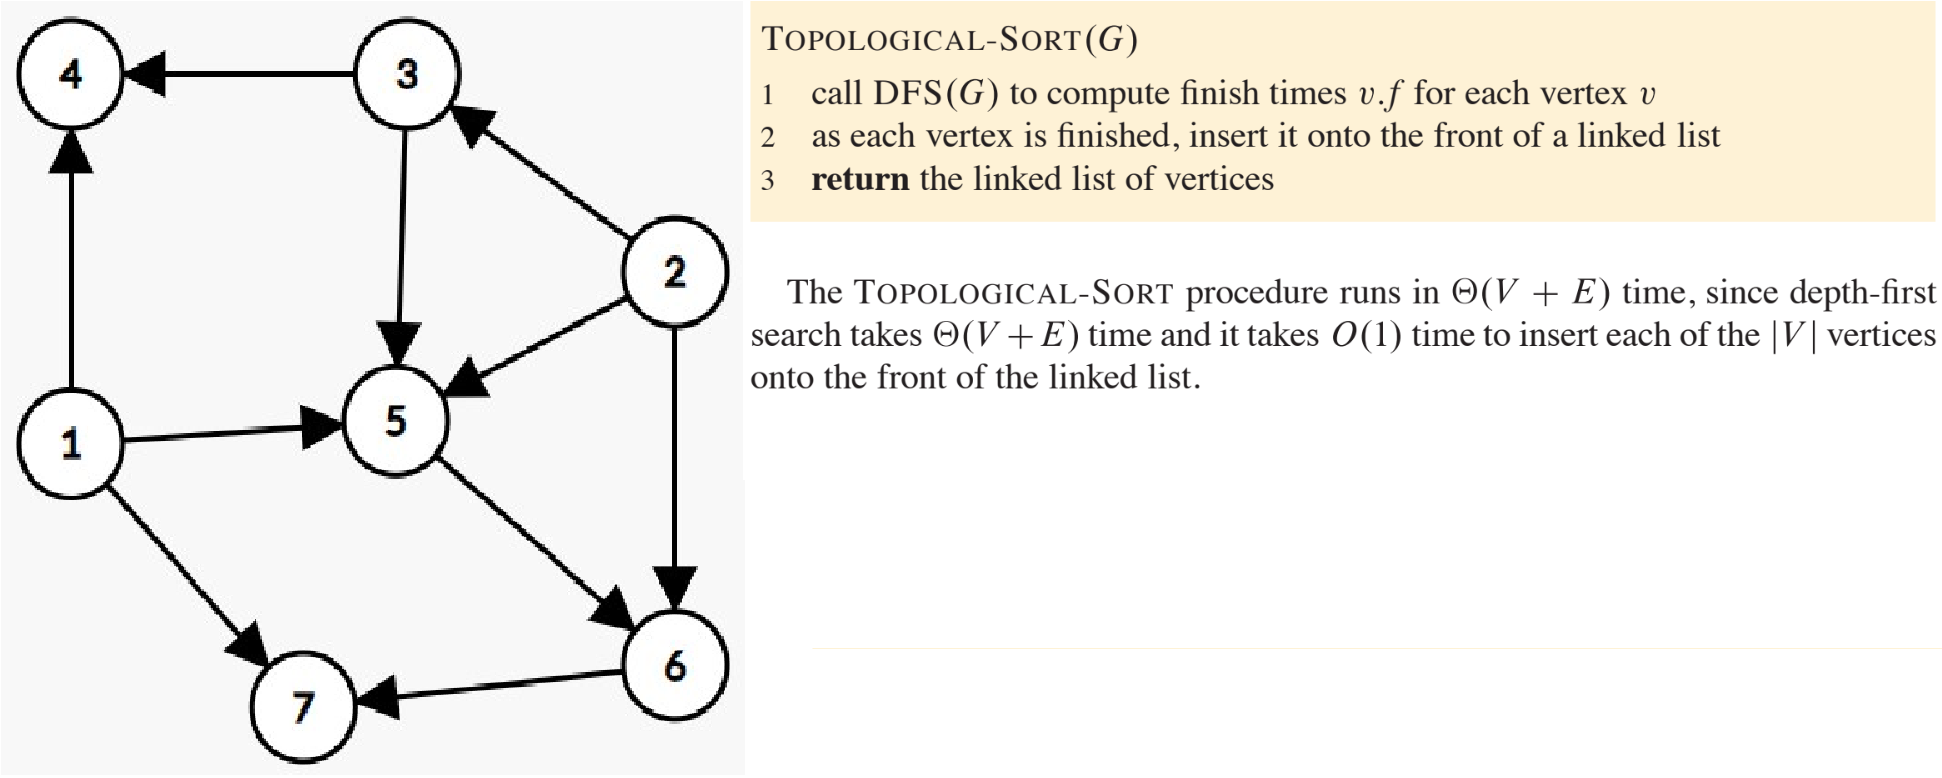 4
3
2
5
1
6
7
TOPOLOGICAL-SORT(G)
1 call DFS(G) to compute finish times v.f for each vertex v
2 as each vertex is finished, insert it onto the front of a linked list
3 return the linked list of vertices
The TOPOLOGICAL-SORT procedure runs in Θ(V + E) time, since depth-first
search takes Θ(V + E) time and it takes O(1) time to insert each of the |V| vertices
onto the front of the linked list.